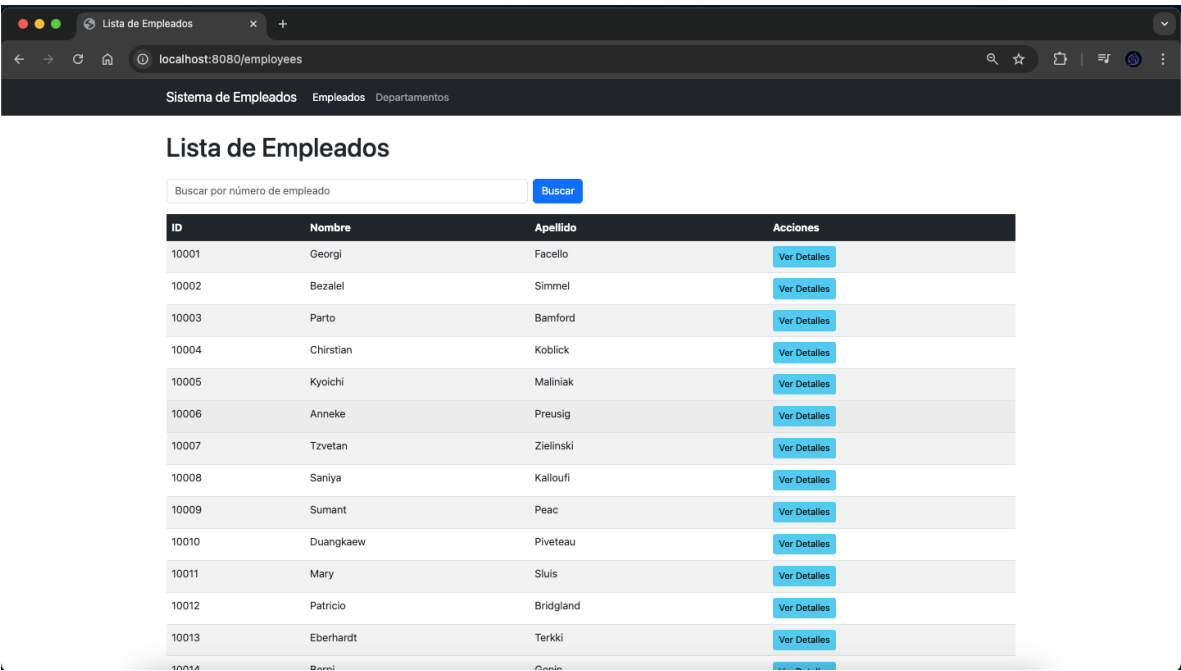 Lista de Empleados
localhost:8080/employees
Sistema de Empleados Empleados Departamentos
Lista de Empleados
Buscar por número de empleado Buscar
ID Nombre Apellido Acciones
10001 Georgi Facello Ver Detalles
10002 Bezalel Simmel Ver Detalles
10003 Parto Bamford Ver Detalles
10004 Chirstian Koblick Ver Detalles
10005 Kyoichi Maliniak Ver Detalles
10006 Anneke Preusig Ver Detalles
10007 Tzvetan Zielinski Ver Detalles
10008 Saniya Kalloufi Ver Detalles
10009 Sumant Peac Ver Detalles
10010 Duangkaew Piveteau Ver Detalles
10011 Mary Sluis Ver Detalles
10012 Patricio Bridgland Ver Detalles
10013 Eberhardt Terkki Ver Detalles
10014 Berni Genin